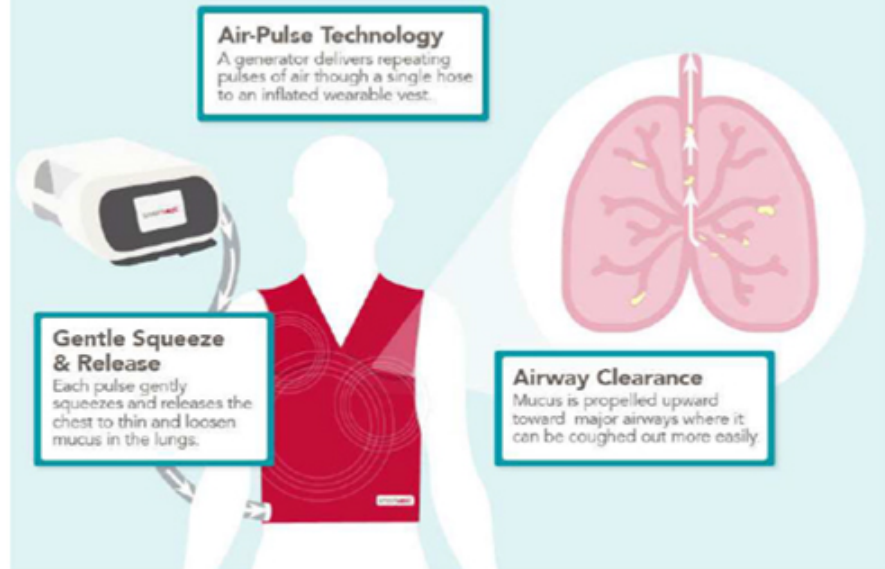 Air-Pulse Technology
A generator delivers repeating
pulses of air though a single hose
to an inflated wearable vest.
Gentle Squeeze
& Release
Each pulse gently
squeezes and releases the
chest to thin and loosen
mucus in the lungs.
Airway Clearance
Mucus is propelled upward
toward major airways where it
can be coughed out more easily.